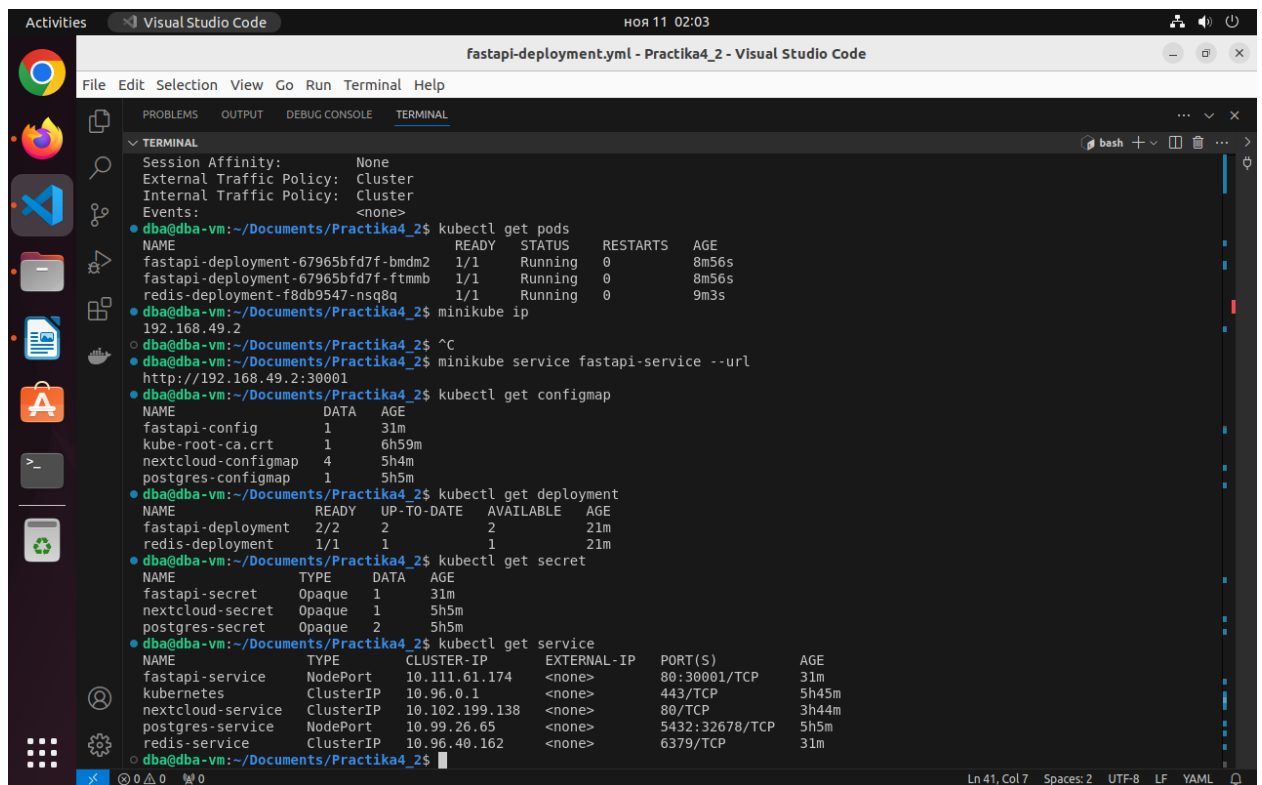 Activities Visual Studio Code ноя 11 02:03
fastapi-deployment.yml - Practika4_2 - Visual Studio Code
File Edit Selection View Go Run Terminal Help
PROBLEMS OUTPUT DEBUG CONSOLE TERMINAL
TERMINAL bash
Session Affinity: None
External Traffic Policy: Cluster
Internal Traffic Policy: Cluster
Events: <none>
dba@dba-vm:~/Documents/Practika4_2$ kubectl get pods
NAME READY STATUS RESTARTS AGE
fastapi-deployment-67965bfd7f-bmdm2 1/1 Running 0 8m56s
fastapi-deployment-67965bfd7f-ftmmb 1/1 Running 0 8m56s
redis-deployment-f8db9547-nsq8q 1/1 Running 0 9m3s
dba@dba-vm:~/Documents/Practika4_2$ minikube ip
192.168.49.2
dba@dba-vm:~/Documents/Practika4_2$ ^C
dba@dba-vm:~/Documents/Practika4_2$ minikube service fastapi-service --url
http://192.168.49.2:30001
dba@dba-vm:~/Documents/Practika4_2$ kubectl get configmap
NAME DATA AGE
fastapi-config 1 31m
kube-root-ca.crt 1 6h59m
nextcloud-configmap 4 5h4m
postgres-configmap 1 5h5m
dba@dba-vm:~/Documents/Practika4_2$ kubectl get deployment
NAME READY UP-TO-DATE AVAILABLE AGE
fastapi-deployment 2/2 2 2 21m
redis-deployment 1/1 1 1 21m
dba@dba-vm:~/Documents/Practika4_2$ kubectl get secret
NAME TYPE DATA AGE
fastapi-secret Opaque 1 31m
nextcloud-secret Opaque 1 5h5m
postgres-secret Opaque 2 5h5m
dba@dba-vm:~/Documents/Practika4_2$ kubectl get service
NAME TYPE CLUSTER-IP EXTERNAL-IP PORT(S) AGE
fastapi-service NodePort 10.111.61.174 <none> 80:30001/TCP 31m
kubernetes ClusterIP 10.96.0.1 <none> 443/TCP 5h45m
nextcloud-service ClusterIP 10.102.199.138 <none> 80/TCP 3h44m
postgres-service NodePort 10.99.26.65 <none> 5432:32678/TCP 5h5m
redis-service ClusterIP 10.96.40.162 <none> 6379/TCP 31m
dba@dba-vm:~/Documents/Practika4_2$
0 0 0 Ln 41, Col 7 Spaces: 2 UTF-8 LF YAML